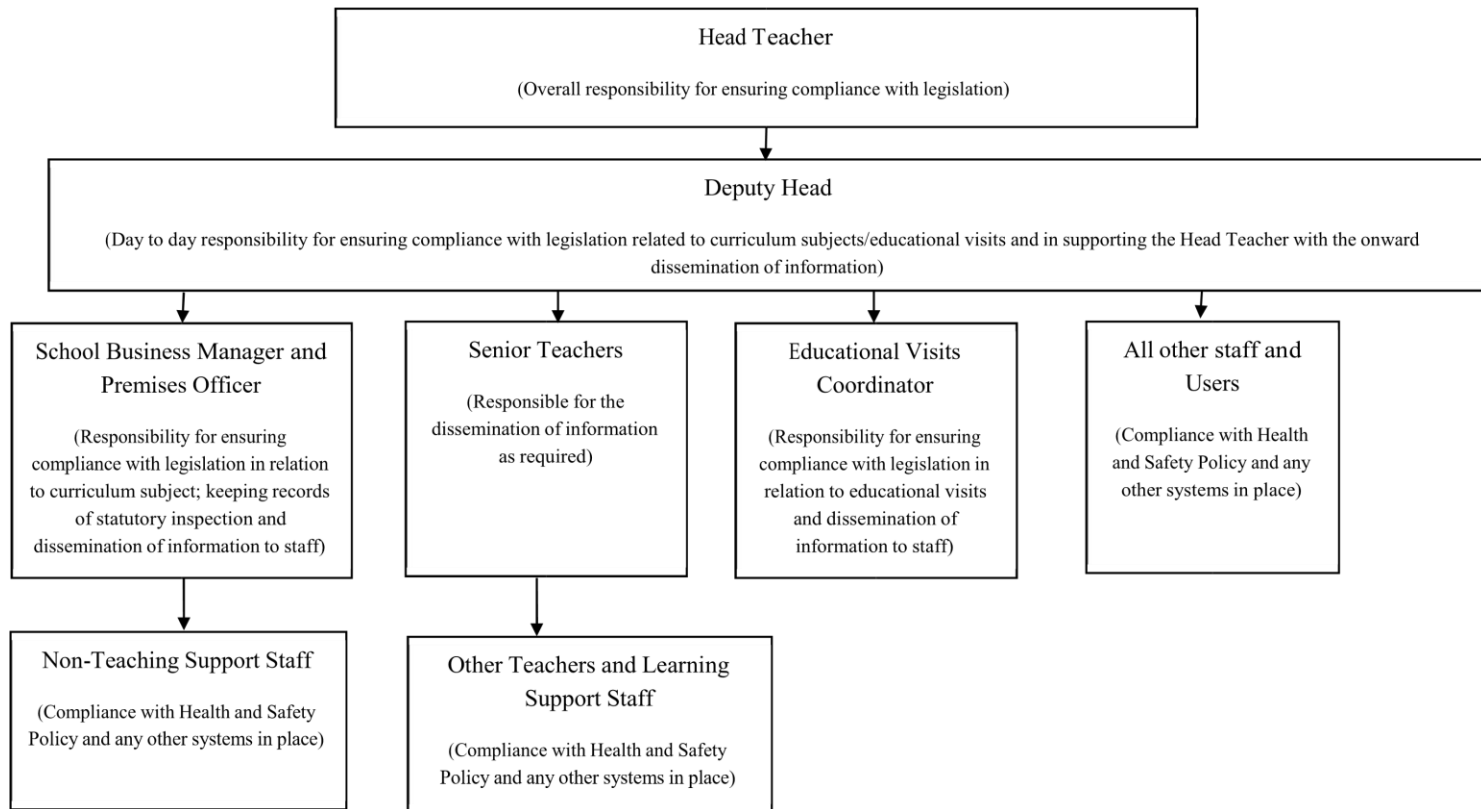 Head Teacher
(Overall responsibility for ensuring compliance with legislation)
Deputy Head
(Day to day responsibility for ensuring compliance with legislation related to curriculum subjects/educational visits and in supporting the Head Teacher with the onward
dissemination of information)
School Business Manager and
Premises Officer
(Responsibility for ensuring
compliance with legislation in relation
to curriculum subject; keeping records
of statutory inspection and
dissemination of information to staff)
Senior Teachers
(Responsible for the
dissemination of information
as required)
Educational Visits
Coordinator
(Responsibility for ensuring
compliance with legislation in
relation to educational visits
and dissemination of
information to staff)
All other staff and
Users
(Compliance with Health
and Safety Policy and any
other systems in place)
Non-Teaching Support Staff
(Compliance with Health and Safety
Policy and any other systems in place)
Other Teachers and Learning
Support Staff
(Compliance with Health and Safety
Policy and any other systems in place)